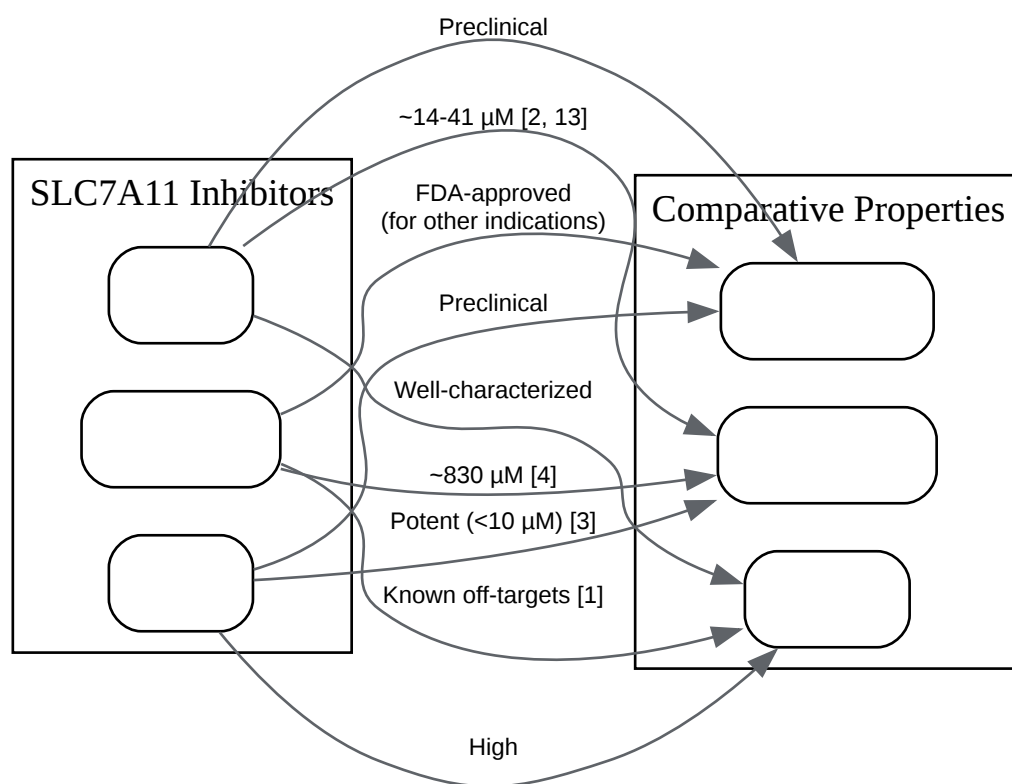 Preclinical
~14-41 µM [2, 13]
SLC7A11 Inhibitors
FDA-approved
(for other indications)
Comparative Properties
Preclinical
Well-characterized
~830 µM [4]
Potent (<10 µM) [3]
Known off-targets [1]
High